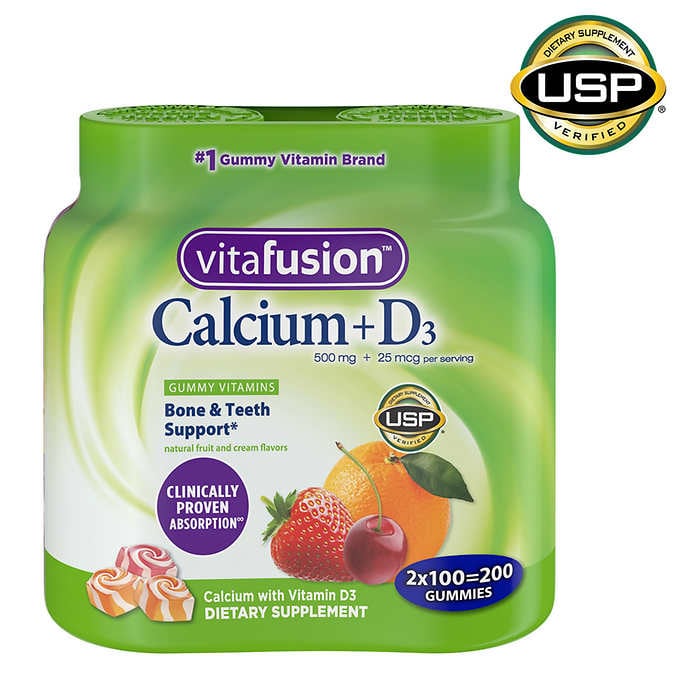 DIETARY SUPPLEMENT
USP
VERIFIED
®
#1 Gummy Vitamin Brand
vitafusion™
Calcium + D3
500 mg + 25 mcg per serving
GUMMY VITAMINS
Bone & Teeth
Support*
natural fruit and cream flavors
DIETARY SUPPLEMENT
USP
VERIFIED
CLINICALLY
PROVEN
ABSORPTION∞
2x100=200
GUMMIES
Calcium with Vitamin D3
DIETARY SUPPLEMENT